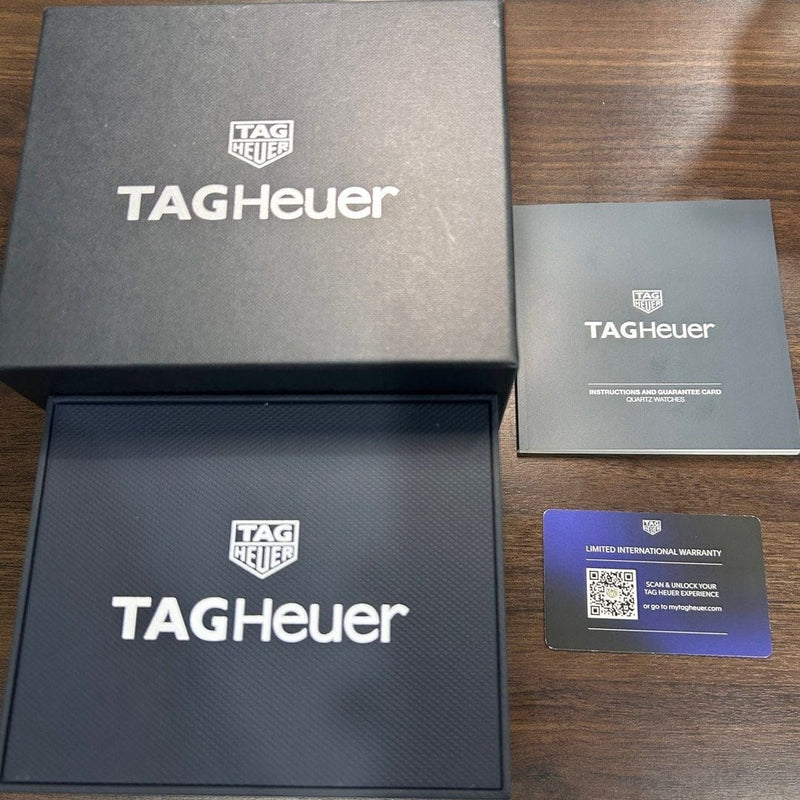 TAG
HEUER
TAGHeuer
TAG
HEUER
TAGHeuer
TAG
HEUER
TAGHeuer
INSTRUCTIONS AND GUARANTEE CARD
QUARTZ WATCHES
TAG
HEUER
LIMITED INTERNATIONAL WARRANTY
SCAN & UNLOCK YOUR
TAG HEUER EXPERIENCE
or go to mytagheuer.com